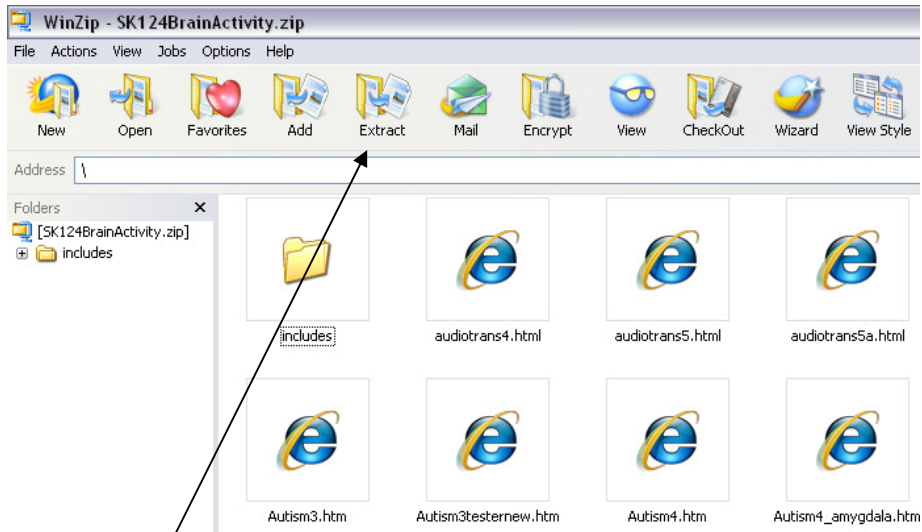 WinZip - SK124BrainActivity.zip
File Actions View Jobs Options Help
New Open Favorites Add Extract Mail Encrypt View CheckOut Wizard View Style
Address \
Folders x
[SK124BrainActivity.zip]
includes
includes audiotrans4.html audiotrans5.html audiotrans5a.html
Autism3.htm Autism3testernew.htm Autism4.htm Autism4_amygdala.htm